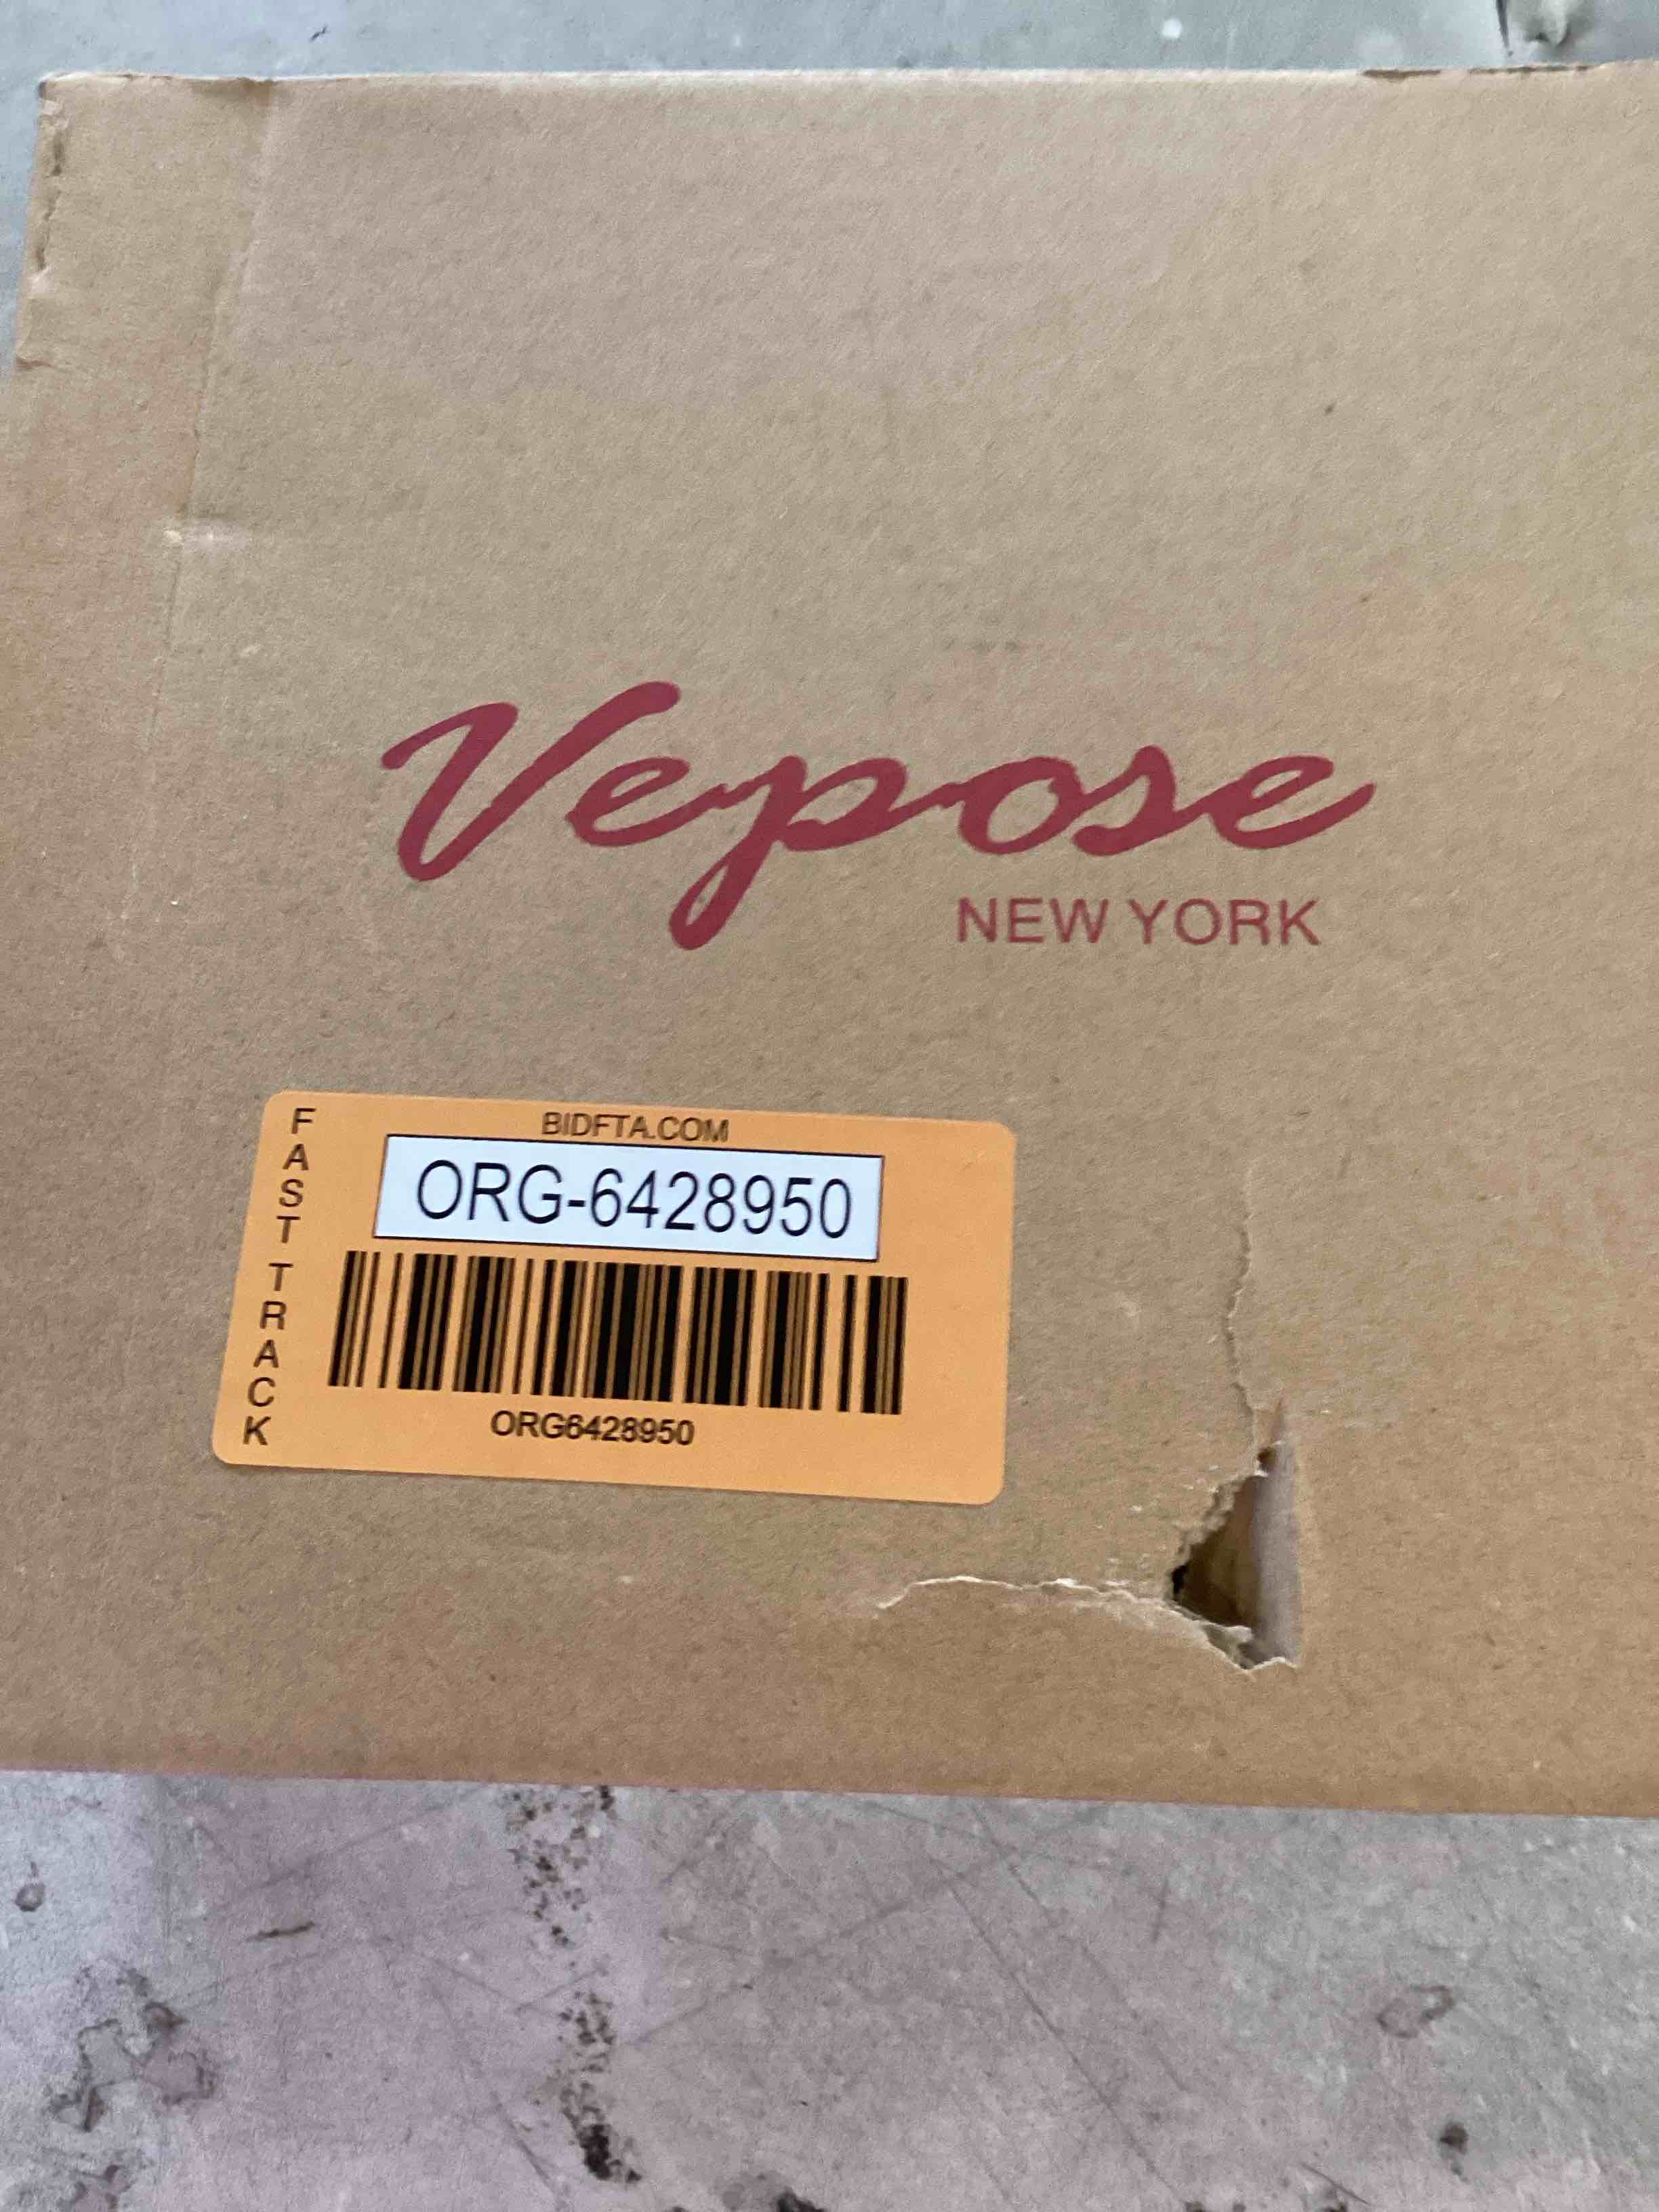 Vepose
NEW YORK
BIDFTA.COM
ORG-6428950
ORG6428950
FAST TRACK